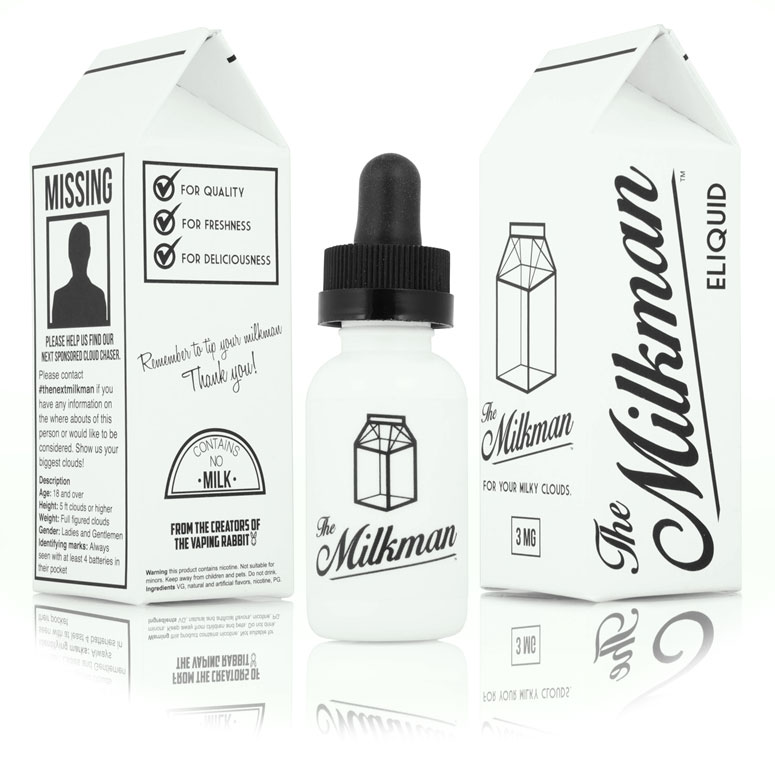 MISSING
PLEASE HELP US FIND OUR
NEXT SPONSORED CLOUD CHASER.
Please contact
#thenextmilkman if you
have any information on
the where abouts of this
person or would like to be
considered. Show us your
biggest clouds!
Description
Age: 18 and over
Height: 5 ft clouds or higher
Weight: Full figured clouds
Gender: Ladies and Gentlemen
Identifying marks: Always
seen with at least 4 batteries in
their pocket
FOR QUALITY
FOR FRESHNESS
FOR DELICIOUSNESS
Remember to tip your milkman
Thank you!
CONTAINS
NO
·MILK·
FROM THE CREATORS OF
THE VAPING RABBIT
Warning this product contains nicotine. Not suitable for
minors. Keep away from children and pets. Do not drink.
Ingredients VG, natural and artificial flavors, nicotine, PG.
The
Milkman
The
Milkman
FOR YOUR MILKY CLOUDS.
3 MG
The Milkman™
ELIQUID